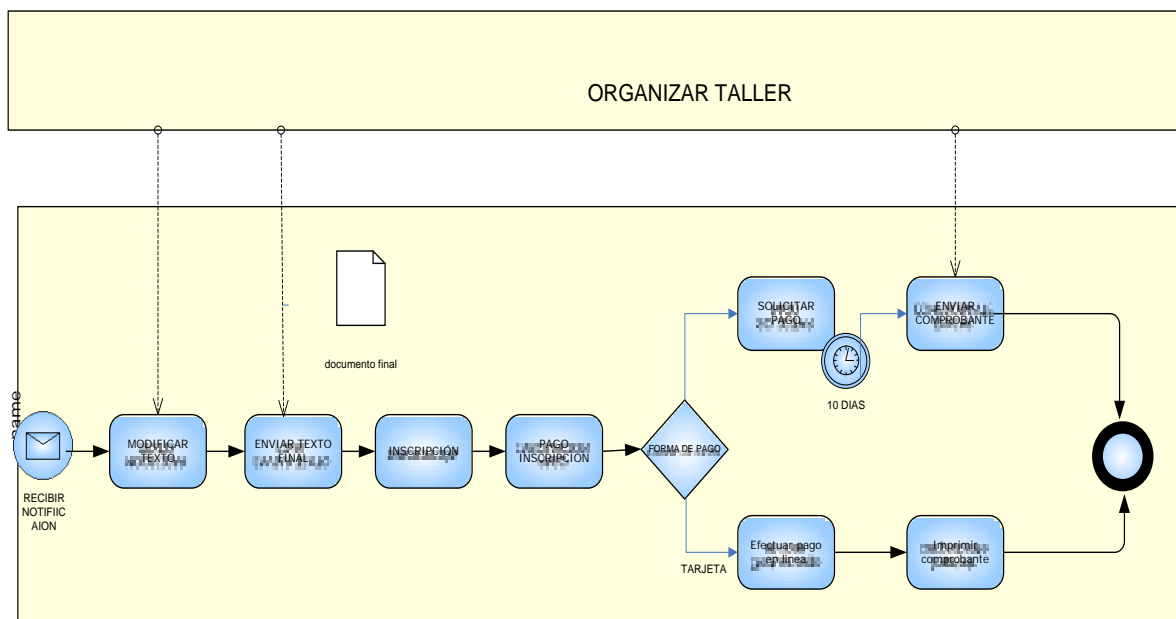 ORGANIZAR TALLER
documento final
SOLICITAR
PAGO
ENVIAR
COMPROBANTE
10 DIAS
name
RECIBIR
NOTIFIIC
AION
MODIFICAR
TEXTO
ENVIAR TEXTO
FINAL
INSCRIPCIÓN
PAGO
INSCRIPCION
FORMA DE PAGO
TARJETA
Efectuar pago
en linea
Imprimir
comprobante